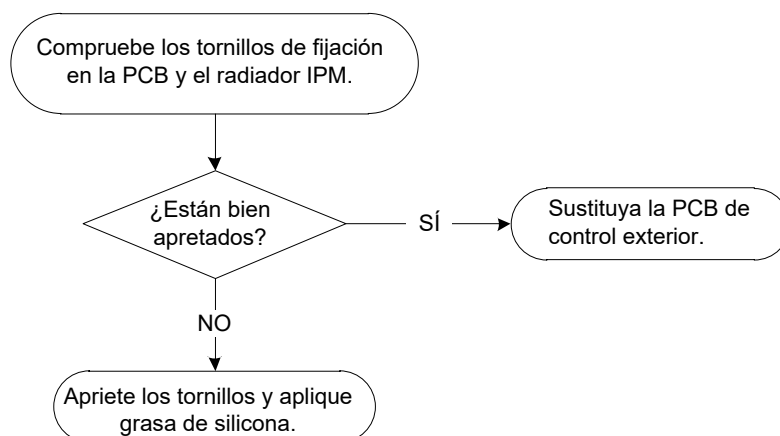 Compruebe los tornillos de fijación
en la PCB y el radiador IPM.
¿Están bien
apretados?
SÍ
Sustituya la PCB de
control exterior.
NO
Apriete los tornillos y aplique
grasa de silicona.